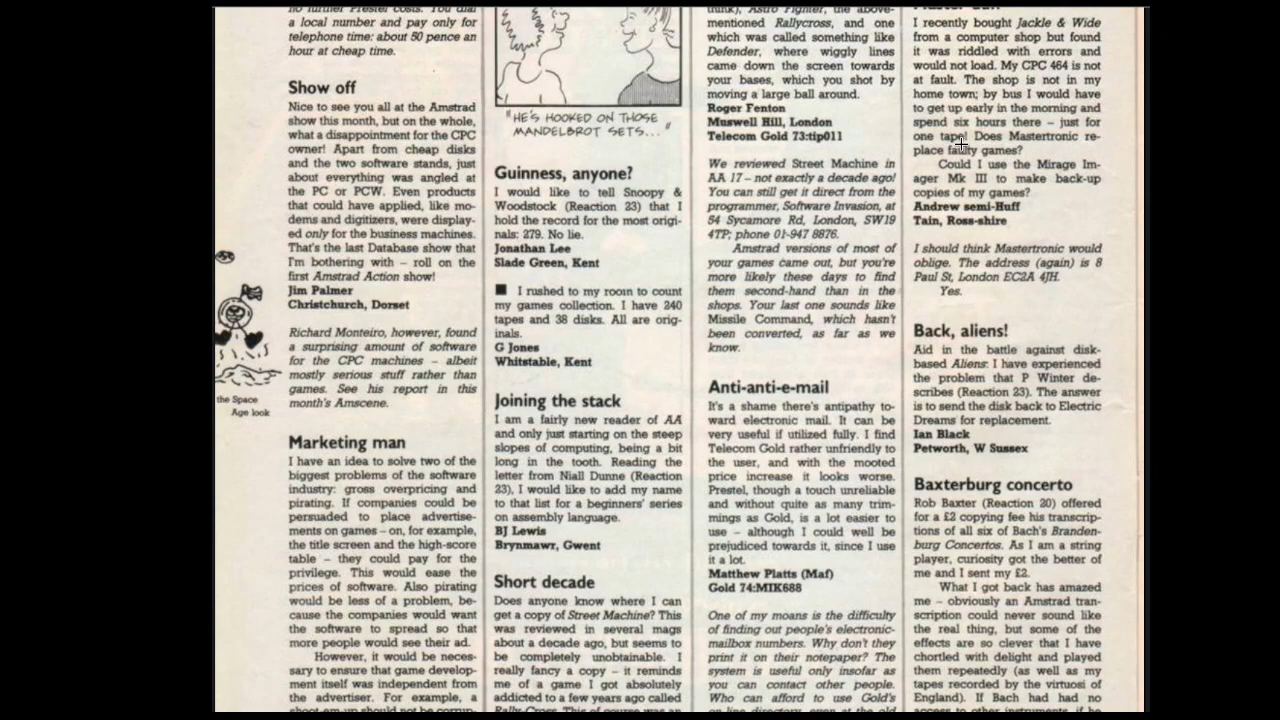 no further Prestel costs. You dial
a local number and pay only for
telephone time: about 50 pence an
hour at cheap time.
Show off
Nice to see you all at the Amstrad
show this month, but on the whole,
what a disappointment for the CPC
owner! Apart from cheap disks
and the two software stands, just
about everything was angled at
the PC or PCW. Even products
that could have applied, like mo-
dems and digitizers, were display-
ed only for the business machines.
That's the last Database show that
I'm bothering with – roll on the
first Amstrad Action show!
Jim Palmer
Christchurch, Dorset
Richard Monteiro, however, found
a surprising amount of software
for the CPC machines – albeit
mostly serious stuff rather than
games. See his report in this
month's Amscene.
the Space
Age look
Marketing man
I have an idea to solve two of the
biggest problems of the software
industry: gross overpricing and
pirating. If companies could be
persuaded to place advertise-
ments on games – on, for example,
the title screen and the high-score
table – they could pay for the
privilege. This would ease the
prices of software. Also pirating
would be less of a problem, be-
cause the companies would want
the software to spread so that
more people would see their ad.
However, it would be neces-
sary to ensure that game develop-
ment itself was independent from
the advertiser. For example, a
shoot-em-up should not be corrup-
"HE'S HOOKED ON THOSE
MANDELBROT SETS..."
Guinness, anyone?
I would like to tell Snoopy &
Woodstock (Reaction 23) that I
hold the record for the most origi-
nals: 279. No lie.
Jonathan Lee
Slade Green, Kent
■ I rushed to my room to count
my games collection. I have 240
tapes and 38 disks. All are orig-
inals.
G Jones
Whitstable, Kent
Joining the stack
I am a fairly new reader of AA
and only just starting on the steep
slopes of computing, being a bit
long in the tooth. Reading the
letter from Niall Dunne (Reaction
23), I would like to add my name
to that list for a beginners' series
on assembly language.
BJ Lewis
Brynmawr, Gwent
Short decade
Does anyone know where I can
get a copy of Street Machine? This
was reviewed in several mags
about a decade ago, but seems to
be completely unobtainable. I
really fancy a copy – it reminds
me of a game I got absolutely
addicted to a few years ago called
Rally-Cross. This of course was an
think), Astro Fighter, the above-
mentioned Rallycross, and one
which was called something like
Defender, where wiggly lines
came down the screen towards
your bases, which you shot by
moving a large ball around.
Roger Fenton
Muswell Hill, London
Telecom Gold 73:tip011
We reviewed Street Machine in
AA 17 – not exactly a decade ago!
You can still get it direct from the
programmer, Software Invasion, at
54 Sycamore Rd, London, SW19
4TP; phone 01-947 8876.
Amstrad versions of most of
your games came out, but you're
more likely these days to find
them second-hand than in the
shops. Your last one sounds like
Missile Command, which hasn't
been converted, as far as we
know.
Anti-anti-e-mail
It's a shame there's antipathy to-
ward electronic mail. It can be
very useful if utilized fully. I find
Telecom Gold rather unfriendly to
the user, and with the mooted
price increase it looks worse.
Prestel, though a touch unreliable
and without quite as many trim-
mings as Gold, is a lot easier to
use – although I could well be
prejudiced towards it, since I use
it a lot.
Matthew Platts (Maf)
Gold 74:MIK688
One of my moans is the difficulty
of finding out people's electronic-
mailbox numbers. Why don't they
print it on their notepaper? The
system is useful only insofar as
you can contact other people.
Who can afford to use Gold's
on-line directory, even at the old
I recently bought Jackle & Wide
from a computer shop but found
it was riddled with errors and
would not load. My CPC 464 is not
at fault. The shop is not in my
home town; by bus I would have
to get up early in the morning and
spend six hours there – just for
one tape! Does Mastertronic re-
place faulty games?
Could I use the Mirage Im-
ager Mk III to make back-up
copies of my games?
Andrew semi-Huff
Tain, Ross-shire
I should think Mastertronic would
oblige. The address (again) is 8
Paul St, London EC2A 4JH.
Yes.
Back, aliens!
Aid in the battle against disk-
based Aliens: I have experienced
the problem that P Winter de-
scribes (Reaction 23). The answer
is to send the disk back to Electric
Dreams for replacement.
Ian Black
Petworth, W Sussex
Baxterburg concerto
Rob Baxter (Reaction 20) offered
for a £2 copying fee his transcrip-
tions of all six of Bach's Branden-
burg Concertos. As I am a string
player, curiosity got the better of
me and I sent my £2.
What I got back has amazed
me – obviously an Amstrad tran-
scription could never sound like
the real thing, but some of the
effects are so clever that I have
chortled with delight and played
them repeatedly (as well as my
tapes recorded by the virtuosi of
England). If Bach had had no
access to other instruments, if he